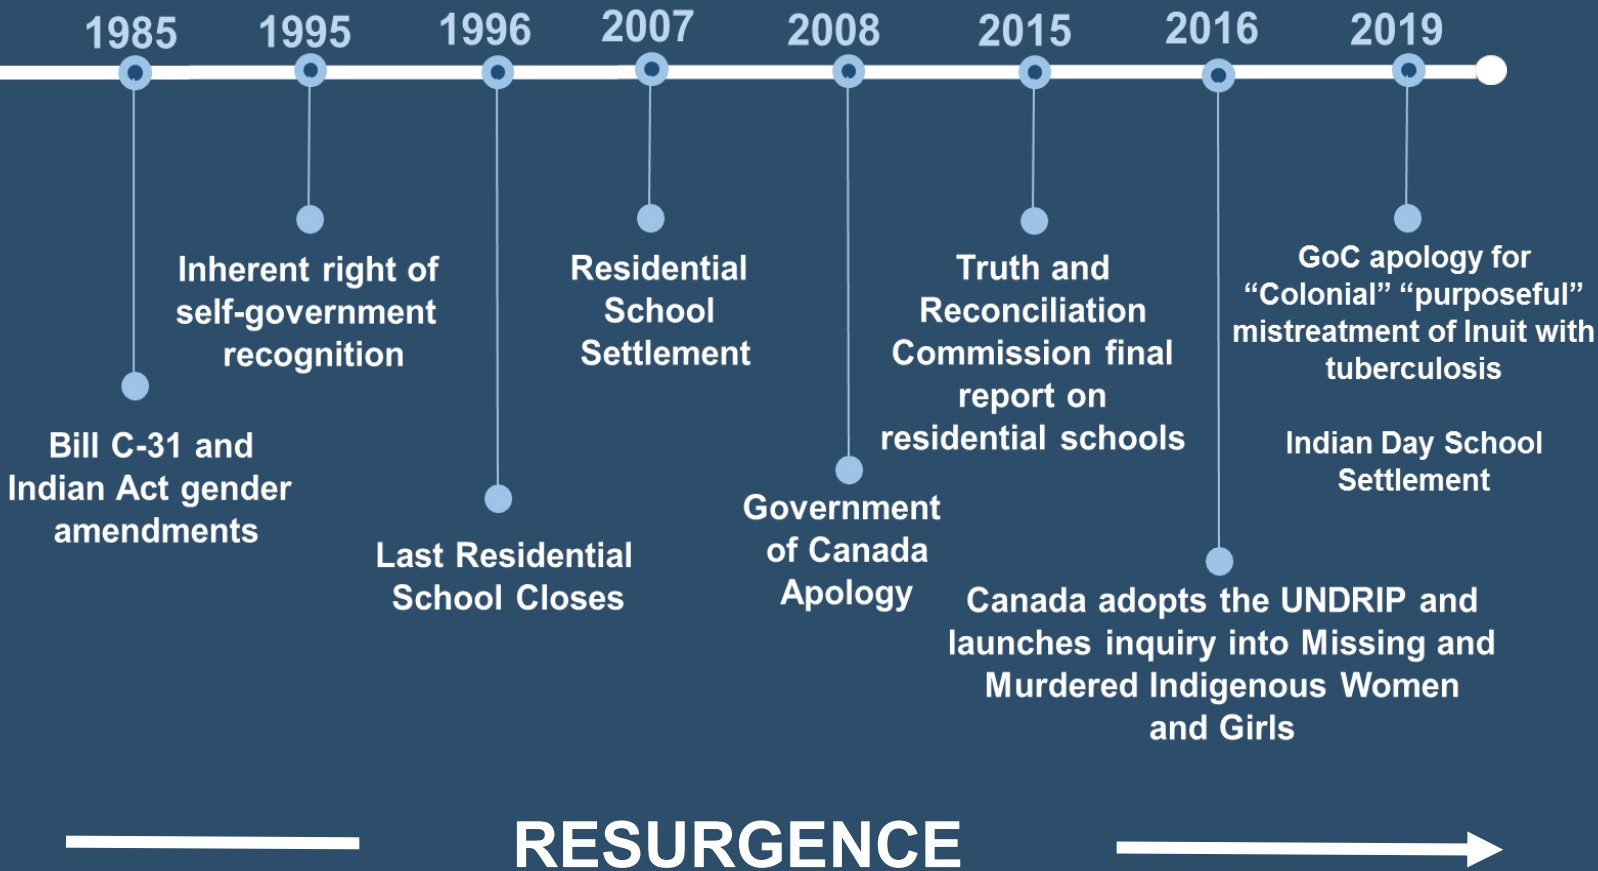 1985
1995
1996
2007
2008
2015
2016
2019
Bill C-31 and
Indian Act gender
amendments
Inherent right of
self-government
recognition
Last Residential
School Closes
Residential
School
Settlement
Government
of Canada
Apology
Truth and
Reconciliation
Commission final
report on
residential schools
Canada adopts the UNDRIP and
launches inquiry into Missing and
Murdered Indigenous Women
and Girls
GoC apology for
“Colonial” “purposeful”
mistreatment of Inuit with
tuberculosis
Indian Day School
Settlement
RESURGENCE